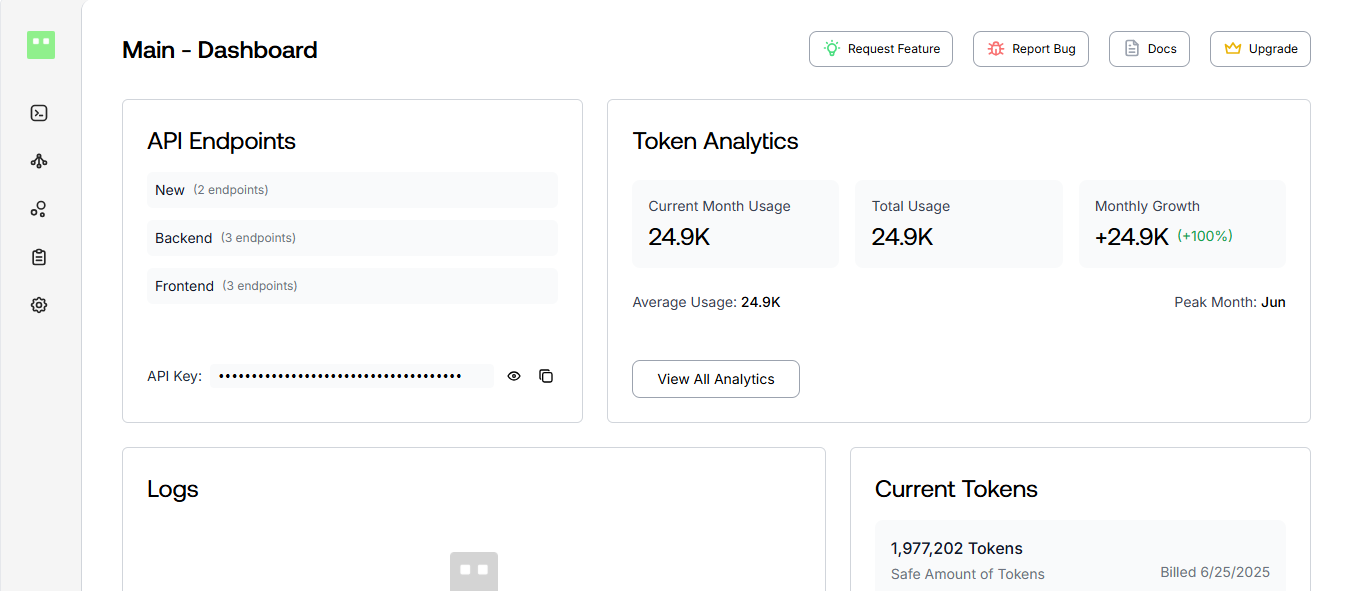 Main - Dashboard
Request Feature
Report Bug
Docs
Upgrade
API Endpoints
New (2 endpoints)
Backend (3 endpoints)
Frontend (3 endpoints)
API Key: •••••••••••••••••••••••••••••••••••••
Token Analytics
Current Month Usage
24.9K
Total Usage
24.9K
Monthly Growth
+24.9K (+100%)
Average Usage: 24.9K
Peak Month: Jun
View All Analytics
Logs
Current Tokens
1,977,202 Tokens
Safe Amount of Tokens
Billed 6/25/2025